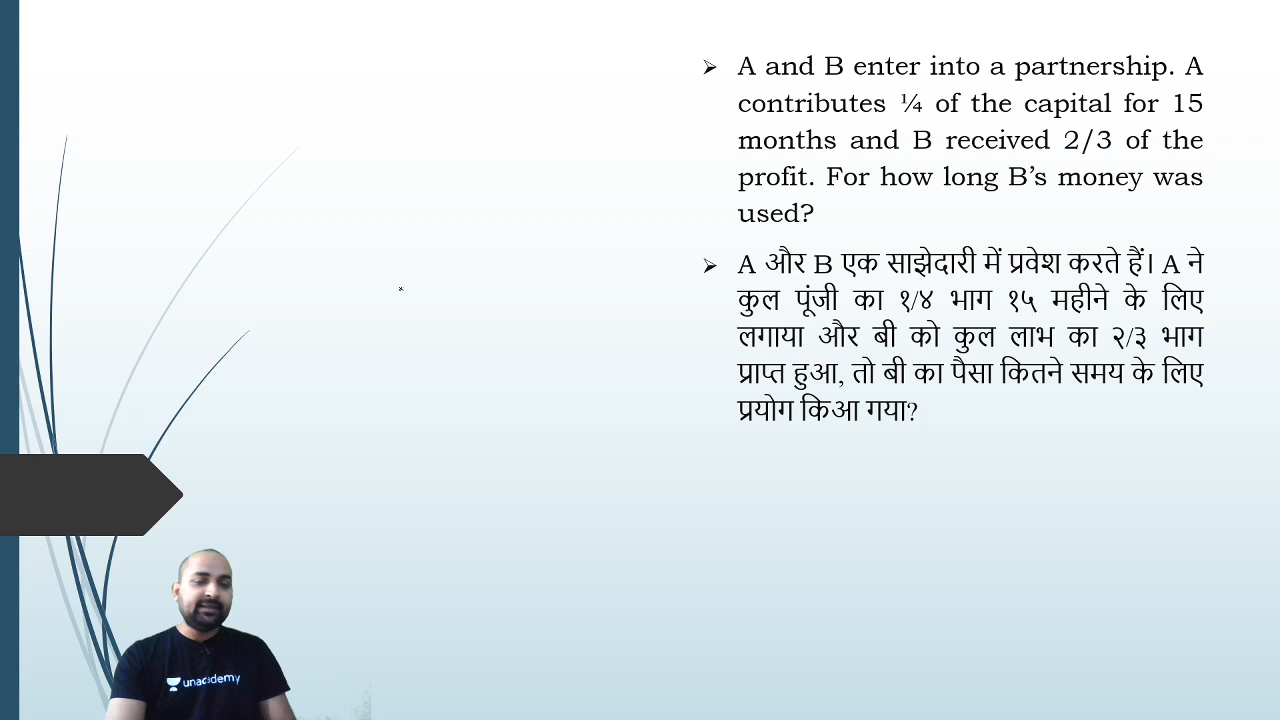 A and B enter into a partnership. A
contributes ¼ of the capital for 15
months and B received 2/3 of the
profit. For how long B’s money was
used?
A और B एक साझेदारी में प्रवेश करते हैं। A ने
कुल पूंजी का १/४ भाग १५ महीने के लिए
लगाया और बी को कुल लाभ का २/३ भाग
प्राप्त हुआ, तो बी का पैसा कितने समय के लिए
प्रयोग किआ गया?
unacademy